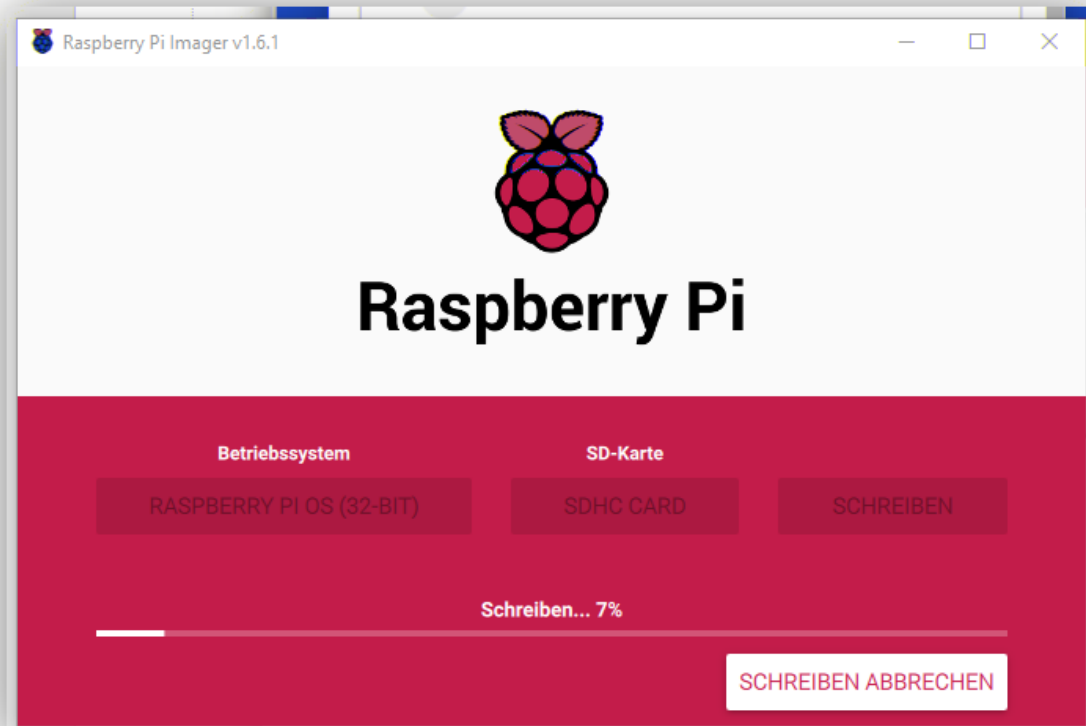 Raspberry Pi Imager v1.6.1
Raspberry Pi
Betriebssystem
SD-Karte
RASPBERRY PI OS (32-BIT)
SDHC CARD
SCHREIBEN
Schreiben... 7%
SCHREIBEN ABBRECHEN